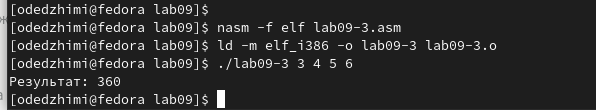 [odedzhimi@fedora lab09]$
[odedzhimi@fedora lab09]$ nasm -f elf lab09-3.asm
[odedzhimi@fedora lab09]$ ld -m elf_i386 -o lab09-3 lab09-3.o
[odedzhimi@fedora lab09]$ ./lab09-3 3 4 5 6
Результат: 360
[odedzhimi@fedora lab09]$